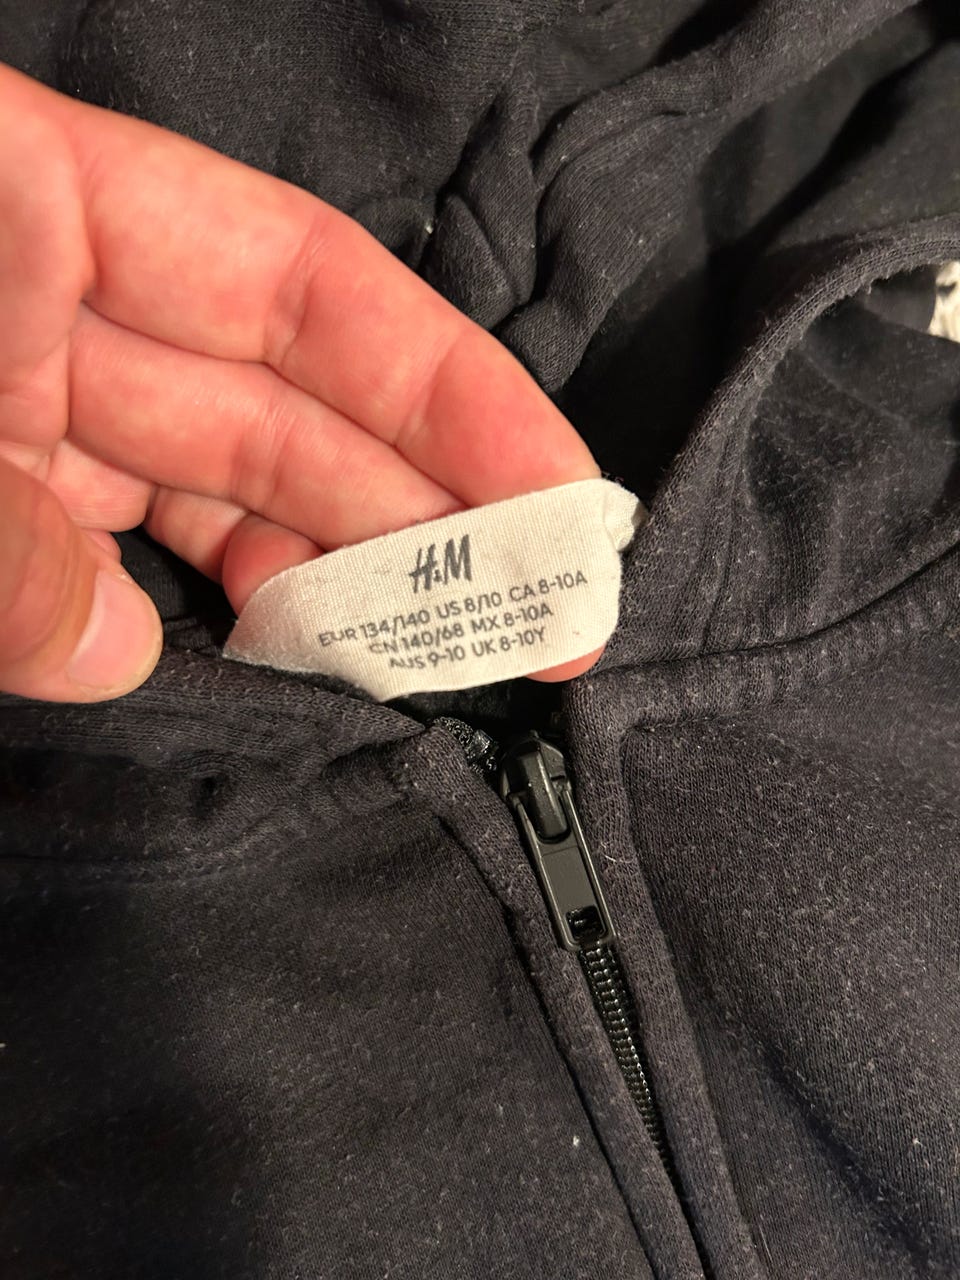 H&M
EUR 134/140 US 8/10 CA 8-10A
CN 140/68 MX 8-10A
AUS 9-10 UK 8-10Y